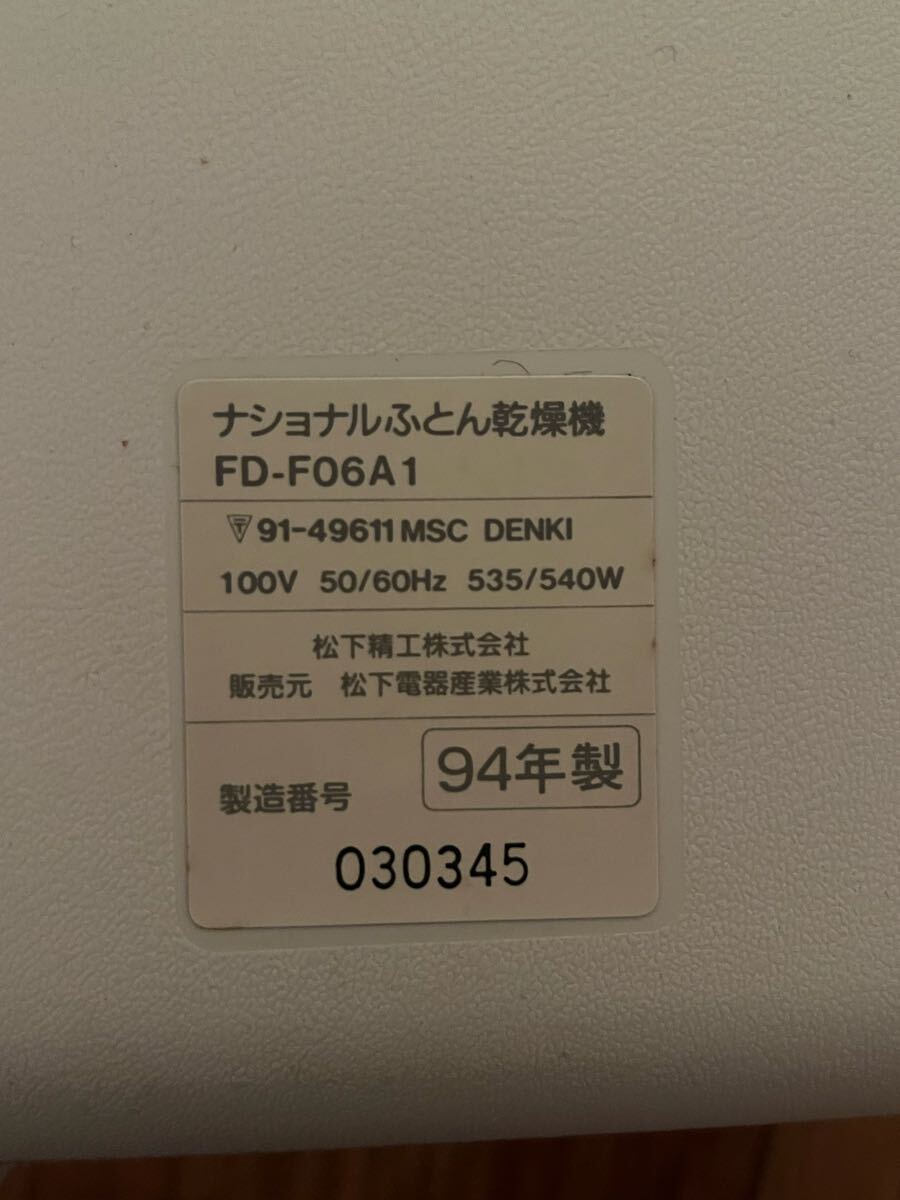 ナショナルふとん乾燥機
FD-F06A1
〒91-49611 MSC DENKI
100V 50/60Hz 535/540W
松下精工株式会社
販売元 松下電器産業株式会社
94年製
製造番号
030345